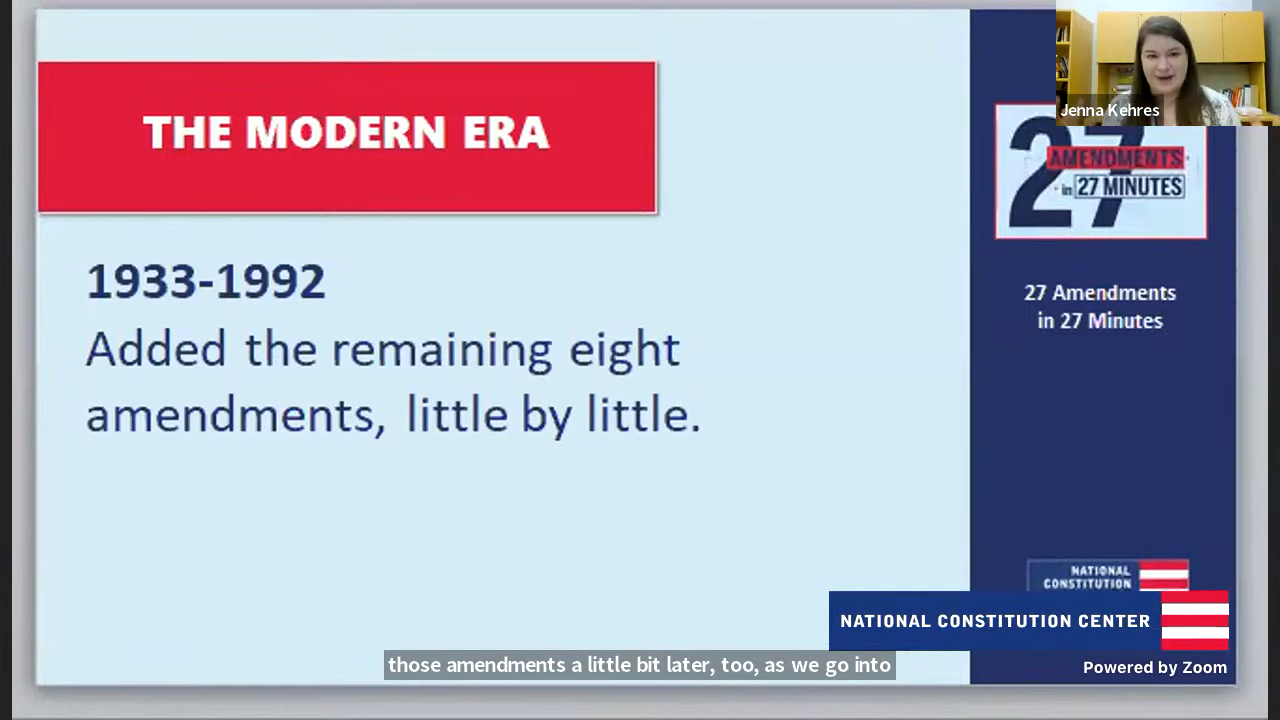 THE MODERN ERA
1933-1992
Added the remaining eight
amendments, little by little.
Jenna Kehres
27
AMENDMENTS
in 27 MINUTES
27 Amendments
in 27 Minutes
NATIONAL
CONSTITUTION
NATIONAL CONSTITUTION CENTER
those amendments a little bit later, too, as we go into
Powered by Zoom